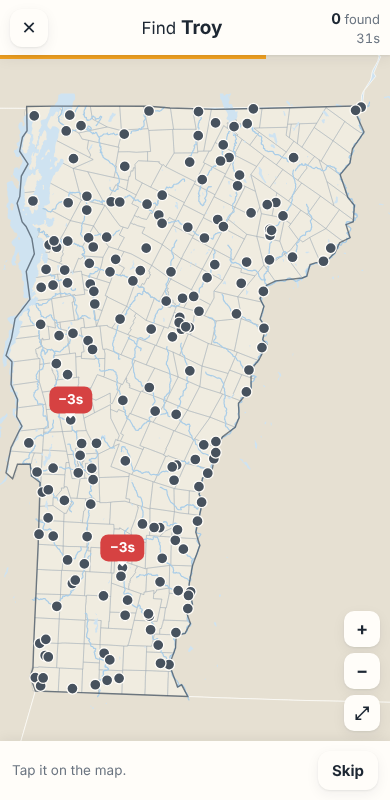 ✕
Find Troy
0 found
31s
−3s
−3s
+
−
Tap it on the map.
Skip